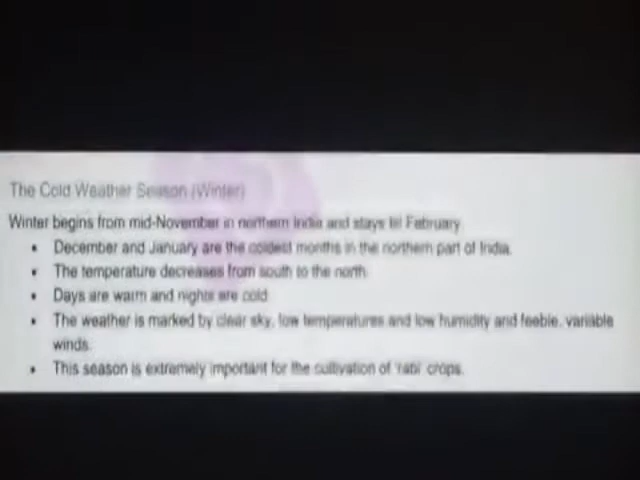 The Cold Weather Season (Winter)
Winter begins from mid-November in northern India and stays till February
• December and January are the coldest months in the northern part of India.
• The temperature decreases from south to the north
• Days are warm and nights are cold
• The weather is marked by clear sky, low temperatures and low humidity and feeble, variable
winds.
• This season is extremely important for the cultivation of 'rabi' crops.